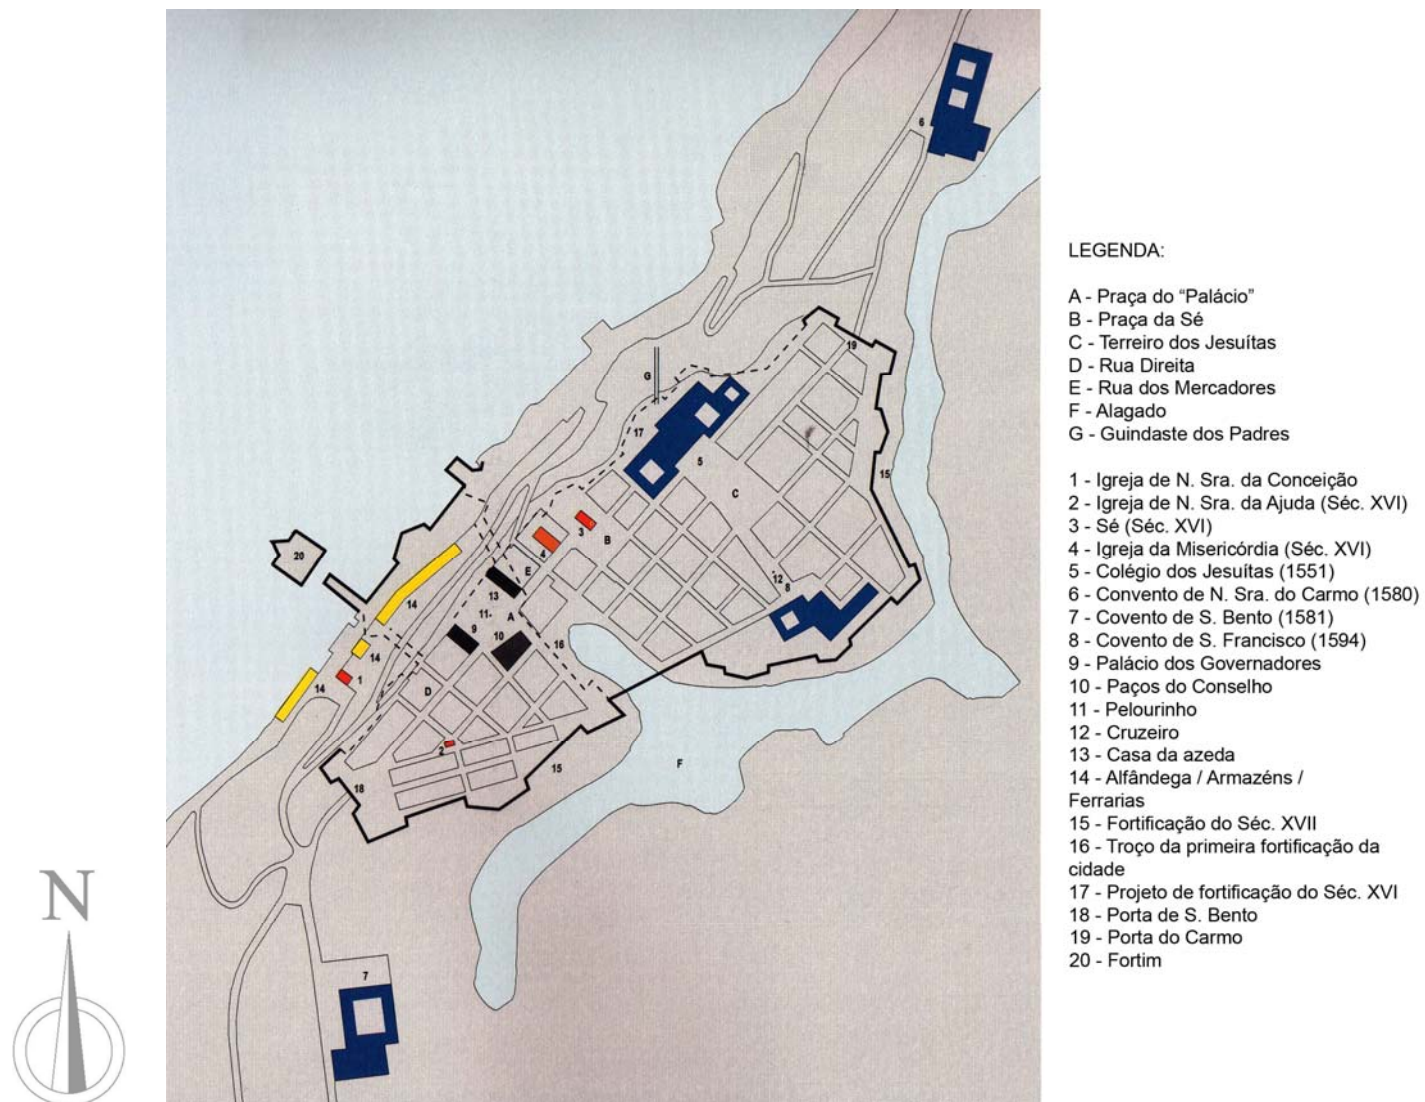 6
19
G
17
15
5
C
3
B
20
4
E
12
8
14
13
11
A
9
10
16
14
14
1
D
2
15
F
18
7
N
LEGENDA:
A - Praça do “Palácio”
B - Praça da Sé
C - Terreiro dos Jesuítas
D - Rua Direita
E - Rua dos Mercadores
F - Alagado
G - Guindaste dos Padres
1 - Igreja de N. Sra. da Conceição
2 - Igreja de N. Sra. da Ajuda (Séc. XVI)
3 - Sé (Séc. XVI)
4 - Igreja da Misericórdia (Séc. XVI)
5 - Colégio dos Jesuítas (1551)
6 - Convento de N. Sra. do Carmo (1580)
7 - Covento de S. Bento (1581)
8 - Covento de S. Francisco (1594)
9 - Palácio dos Governadores
10 - Paços do Conselho
11 - Pelourinho
12 - Cruzeiro
13 - Casa da azeda
14 - Alfândega / Armazéns /
Ferrarias
15 - Fortificação do Séc. XVII
16 - Troço da primeira fortificação da
cidade
17 - Projeto de fortificação do Séc. XVI
18 - Porta de S. Bento
19 - Porta do Carmo
20 - Fortim